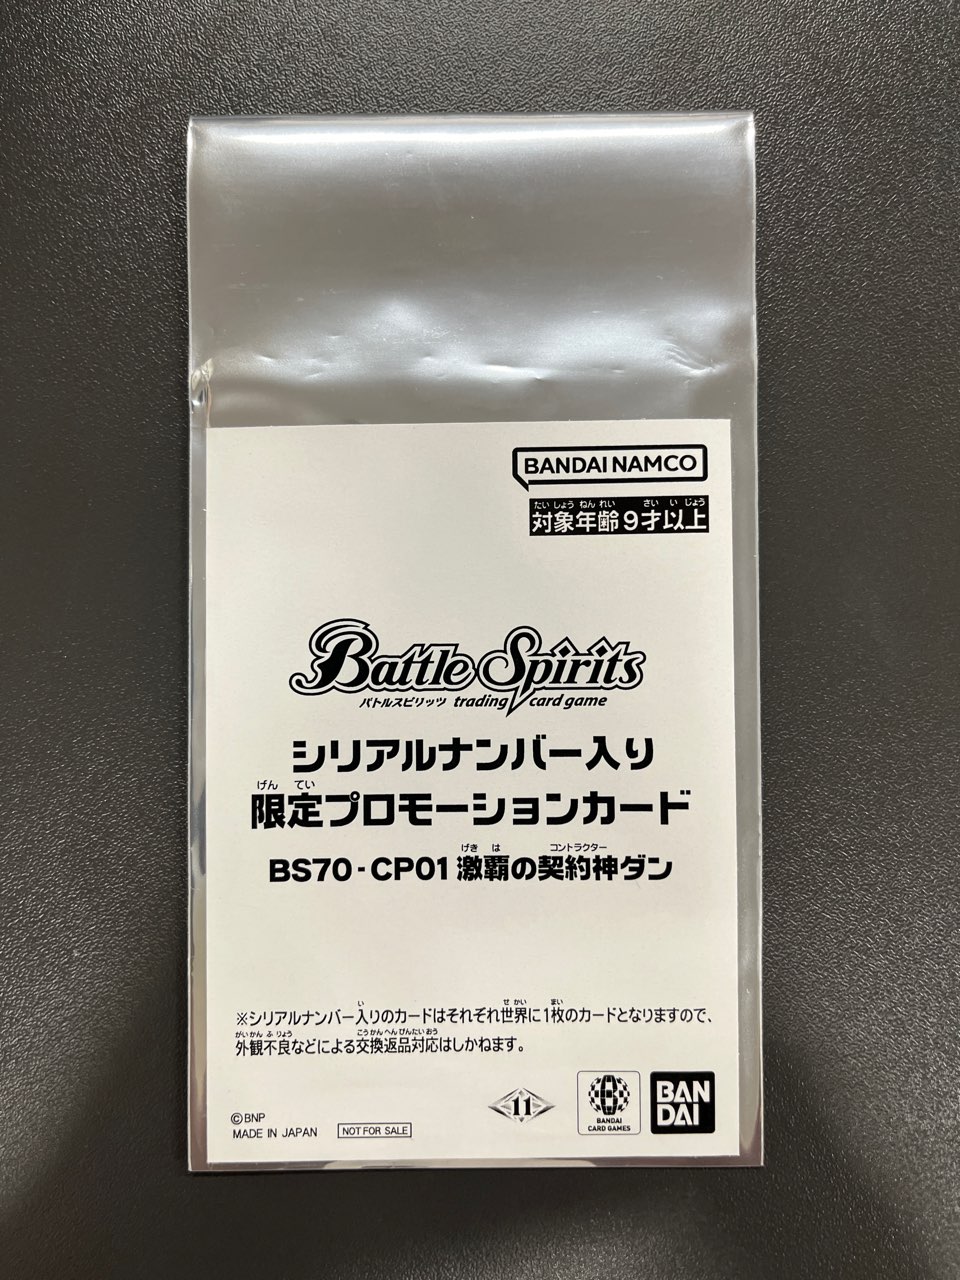 BANDAI NAMCO
たいしょうねんれい さいいじょう
対象年齢9才以上
Battle Spirits
バトルスピリッツ trading card game
シリアルナンバー入り
げんてい
限定プロモーションカード
げきは コントラクター
BS70-CP01 激覇の契約神ダン
い せかい まい
※シリアルナンバー入りのカードはそれぞれ世界に1枚のカードとなりますので、
がいかんふりょう こうかんへんぴんたいおう
外観不良などによる交換返品対応はしかねます。
11
BANDAI
CARD GAMES
BAN
DAI
©BNP
MADE IN JAPAN NOT FOR SALE